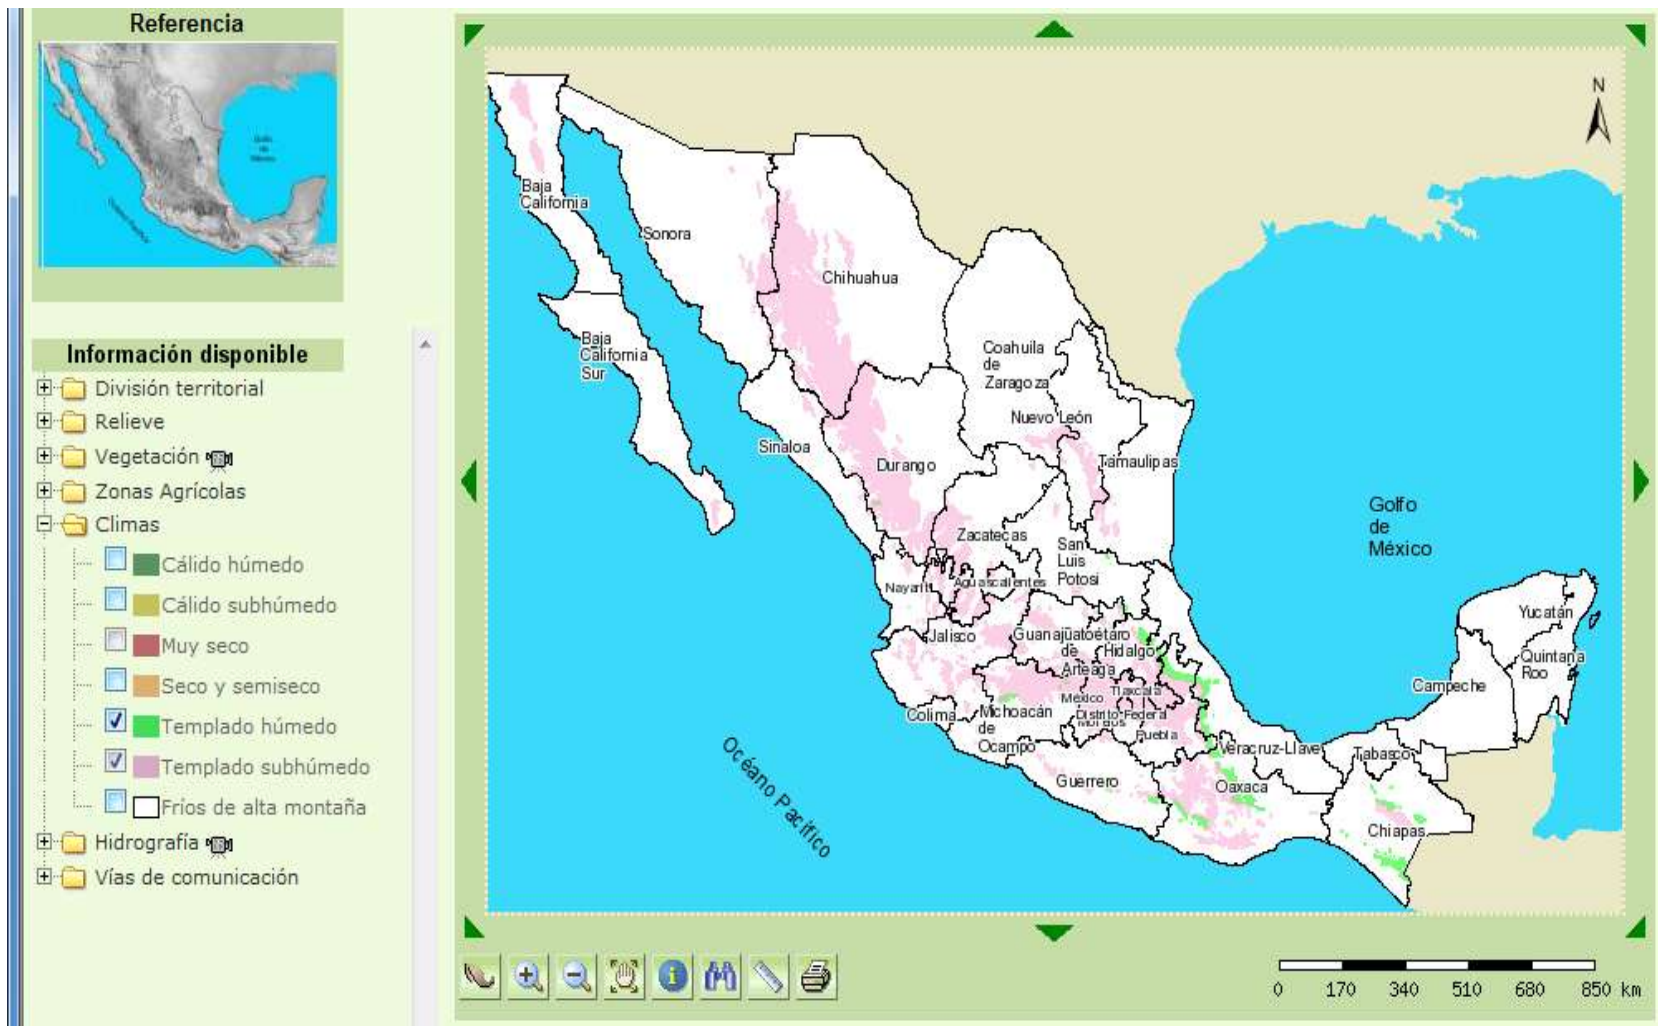 Referencia
Información disponible
División territorial
Relieve
Vegetación
Zonas Agrícolas
Climas
Cálido húmedo
Cálido subhúmedo
Muy seco
Seco y semiseco
Templado húmedo
Templado subhúmedo
Fríos de alta montaña
Hidrografía
Vías de comunicación
N
Baja
California
Sonora
Chihuahua
Baja
California
Sur
Coahuila
de
Zaragoza
Nuevo León
Sinaloa
Durango
Tamaulipas
Zacatecas
San
Luis
Potosí
Nayarit
Aguascalientes
Jalisco
Hidalgo
de
Arteaga
México
Tlaxcala
Colima
Michoacán
de
Ocampo
Distrito Federal
Puebla
Guerrero
Veracruz-Llave
Oaxaca
Tabasco
Chiapas
Campeche
Yucatán
Quintana
Roo
Golfo
de
México
Océano Pacífico
0 170 340 510 680 850 km